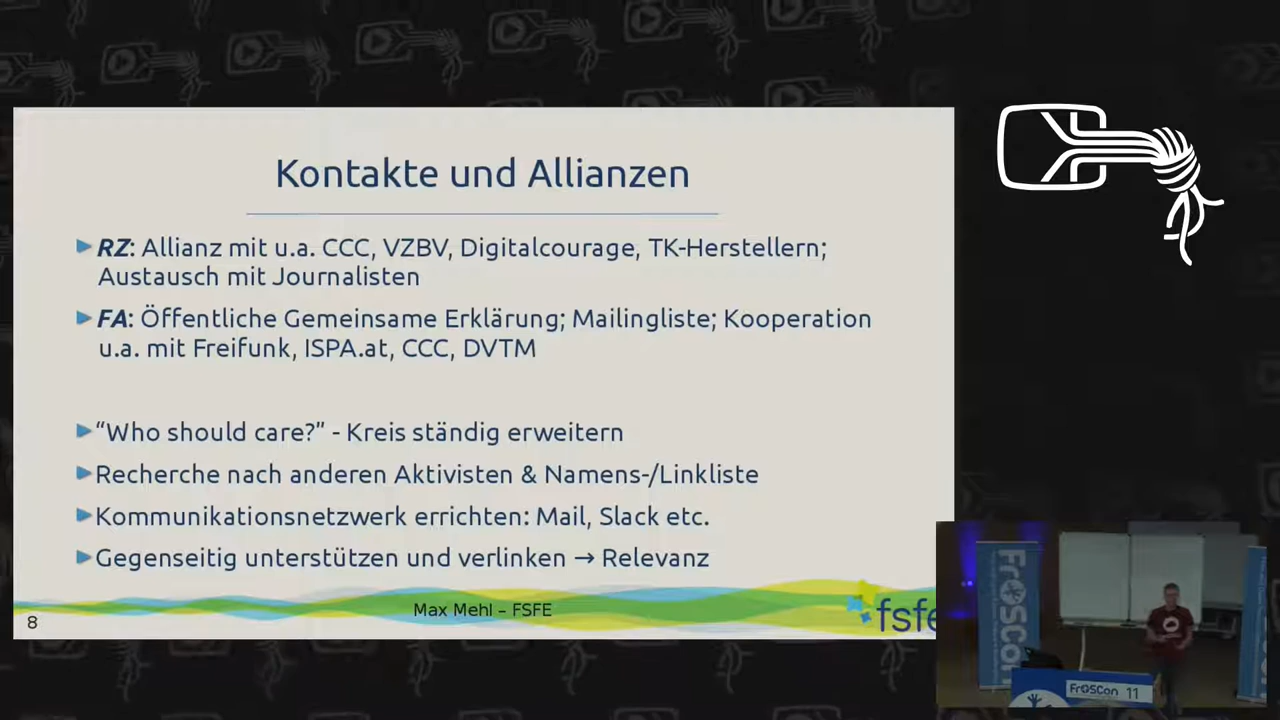 Kontakte und Allianzen
RZ: Allianz mit u.a. CCC, VZBV, Digitalcourage, TK-Herstellern;
Austausch mit Journalisten
FA: Öffentliche Gemeinsame Erklärung; Mailingliste; Kooperation
u.a. mit Freifunk, ISPA.at, CCC, DVTM
“Who should care?” - Kreis ständig erweitern
Recherche nach anderen Aktivisten & Namens-/Linkliste
Kommunikationsnetzwerk errichten: Mail, Slack etc.
Gegenseitig unterstützen und verlinken → Relevanz
Max Mehl – FSFE
fsfe
8
FrOSCon
FrOSCon 11